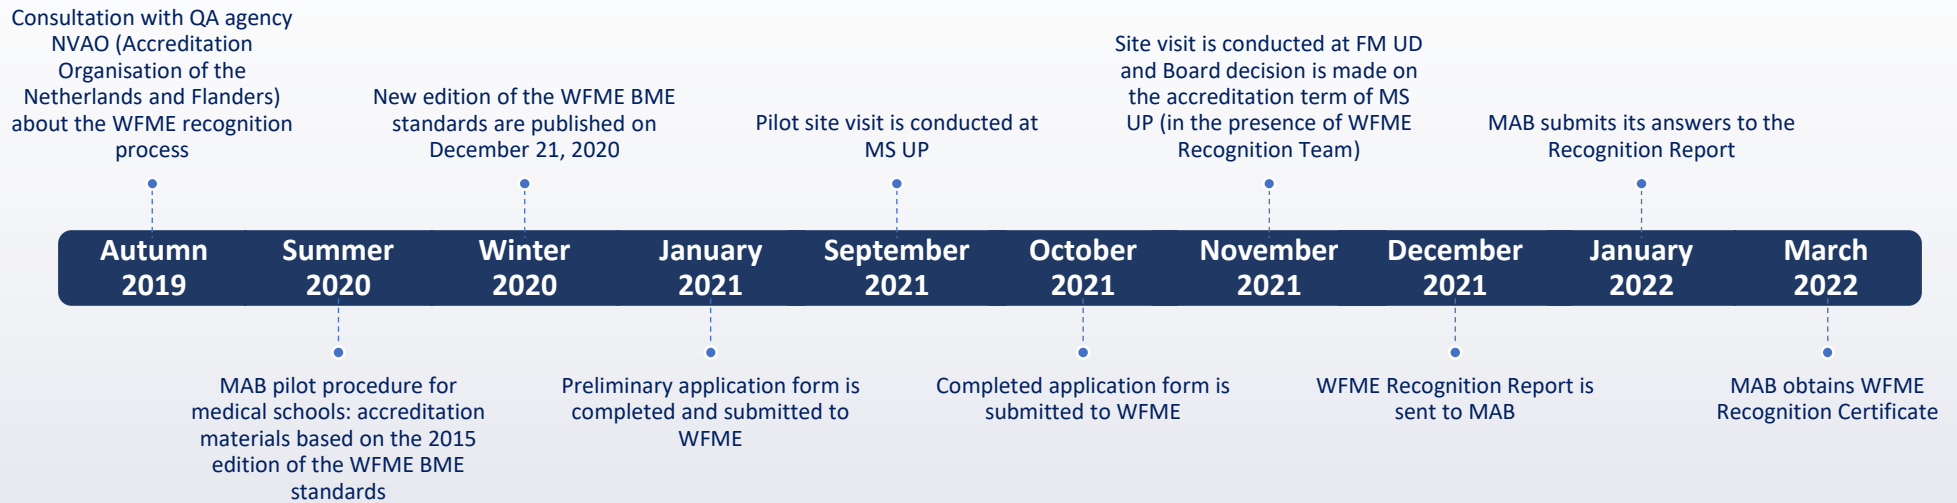 Consultation with QA agency
NVAO (Accreditation
Organisation of the
Netherlands and Flanders)
about the WFME recognition
process
New edition of the WFME BME
standards are published on
December 21, 2020
Pilot site visit is conducted at
MS UP
Site visit is conducted at FM UD
and Board decision is made on
the accreditation term of MS
UP (in the presence of WFME
Recognition Team)
MAB submits its answers to the
Recognition Report
Autumn
2019
Summer
2020
Winter
2020
January
2021
September
2021
October
2021
November
2021
December
2021
January
2022
March
2022
MAB pilot procedure for
medical schools: accreditation
materials based on the 2015
edition of the WFME BME
standards
Preliminary application form is
completed and submitted to
WFME
Completed application form is
submitted to WFME
WFME Recognition Report is
sent to MAB
MAB obtains WFME
Recognition Certificate